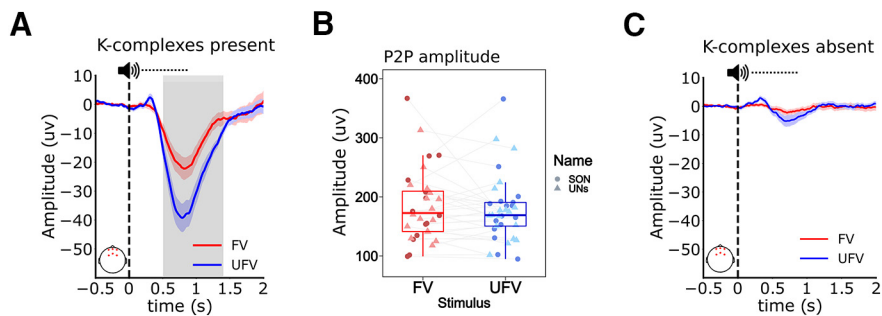 A
K-complexes present
10
0
−10
−20
−30
−40
−50
Amplitude (uv)
FV
UFV
−0.5 0 0.5 1 1.5 2
time (s)
B
P2P amplitude
400
300
200
100
Amplitude (uv)
FV UFV
Stimulus
Name
SON
UNs
C
K-complexes absent
10
0
−10
−20
−30
−40
−50
Amplitude (uv)
FV
UFV
−0.5 0 0.5 1 1.5 2
time (s)